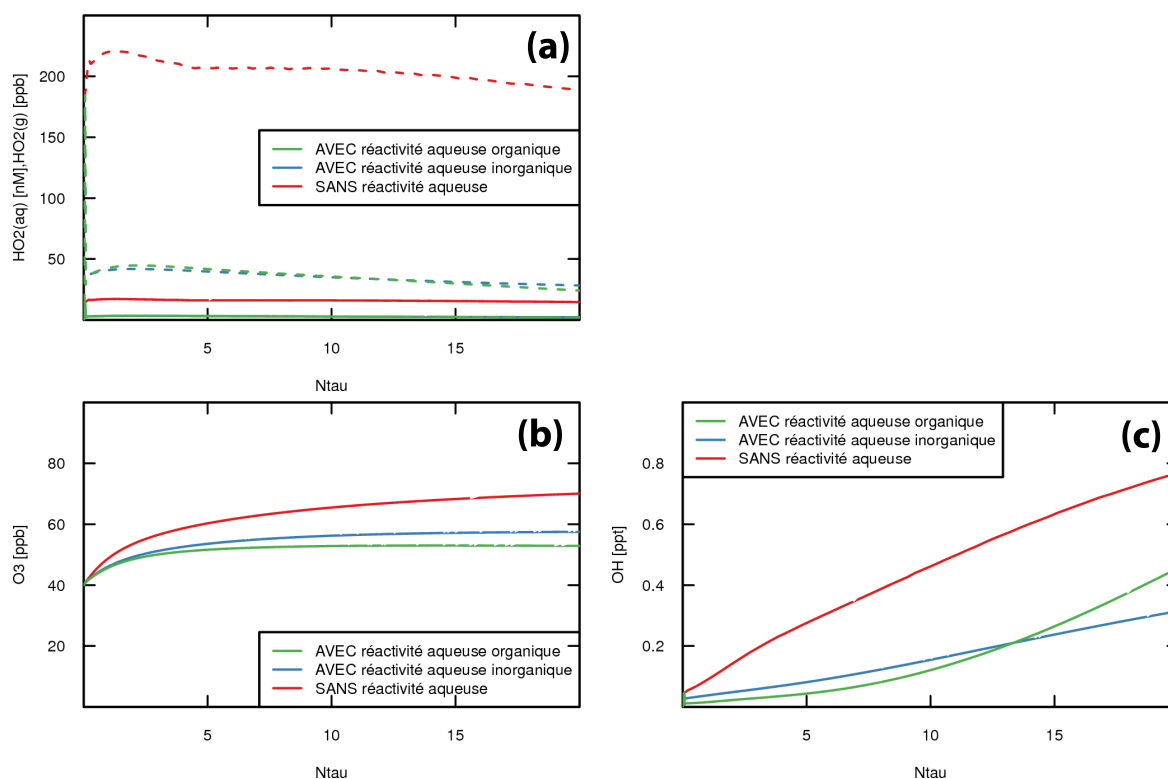 (a)
HO2(aq) [nM],HO2(g) [ppb]
200
150
100
50
AVEC réactivité aqueuse organique
AVEC réactivité aqueuse inorganique
SANS réactivité aqueuse
5 10 15
Ntau
(b)
O3 [ppb]
80
60
40
20
AVEC réactivité aqueuse organique
AVEC réactivité aqueuse inorganique
SANS réactivité aqueuse
5 10 15
Ntau
(c)
AVEC réactivité aqueuse organique
AVEC réactivité aqueuse inorganique
SANS réactivité aqueuse
OH [ppt]
0.8
0.6
0.4
0.2
5 10 15
Ntau